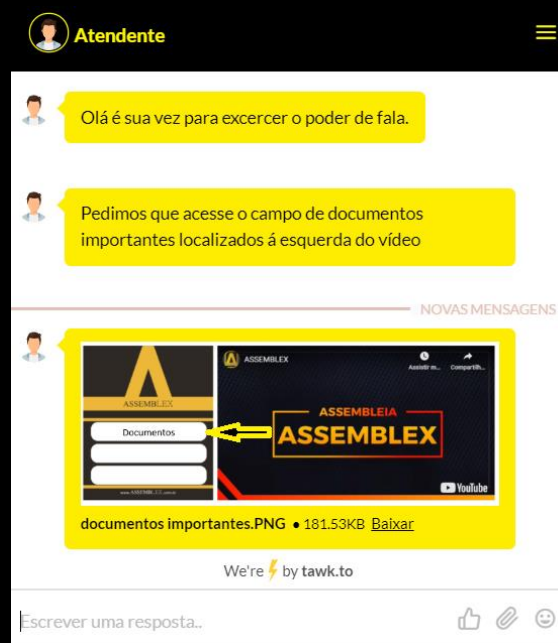 Atendente
Olá é sua vez para excercer o poder de fala.
Pedimos que acesse o campo de documentos
importantes localizados á esquerda do vídeo
NOVAS MENSAGENS
ASSEMBLEX
Documentos
ASSEMBLEX
Assistir m...
Compartilh...
ASSEMBLEIA
ASSEMBLEX
YouTube
documentos importantes.PNG • 181.53KB Baixar
We're by tawk.to
Escrever uma resposta..